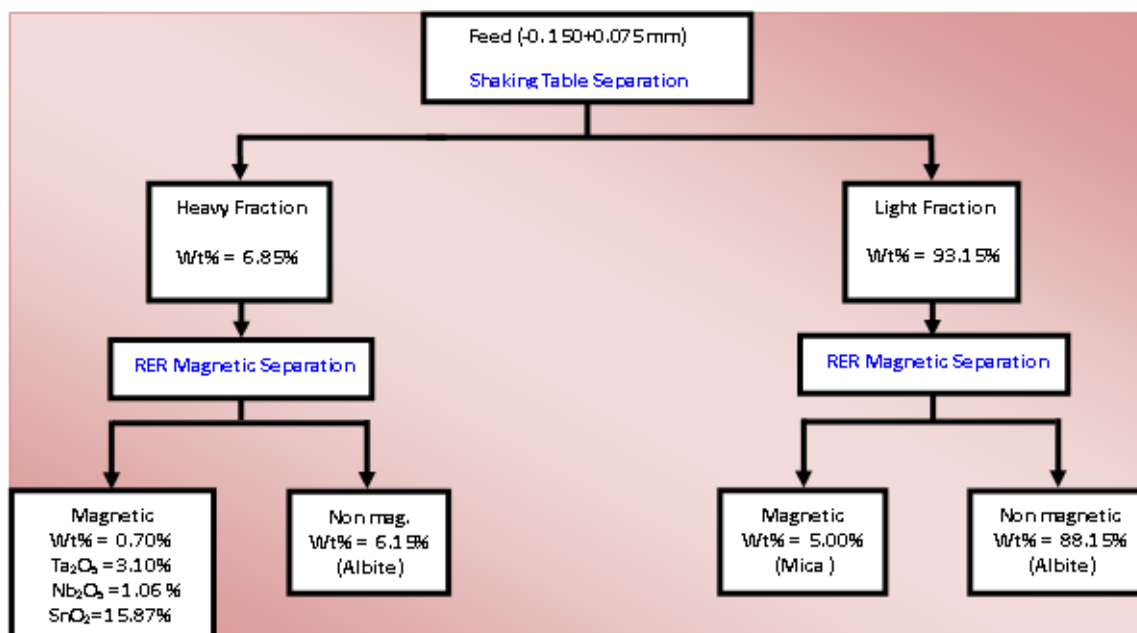 Feed (-0.150+0.075mm)
Shaking Table Separation
Heavy Fraction
Wt% = 6.85%
Light Fraction
Wt% = 93.15%
RER Magnetic Separation
RER Magnetic Separation
Magnetic
Wt% = 0.70%
Ta₂O₅ =3.10%
Nb₂O₅ =1.06 %
SnO₂=15.87%
Non mag.
Wt% = 6.15%
(Albite)
Magnetic
Wt% = 5.00%
(Mica )
Non magnetic
Wt% = 88.15%
(Albite)